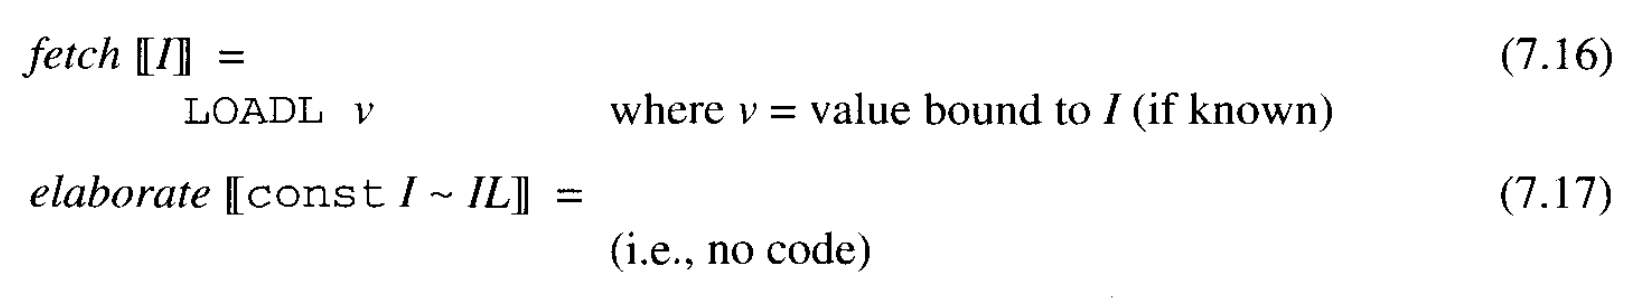 fetch ⟦I⟧ = (7.16)
LOADL v where v = value bound to I (if known)
elaborate ⟦const I ~ IL⟧ = (7.17)
(i.e., no code)